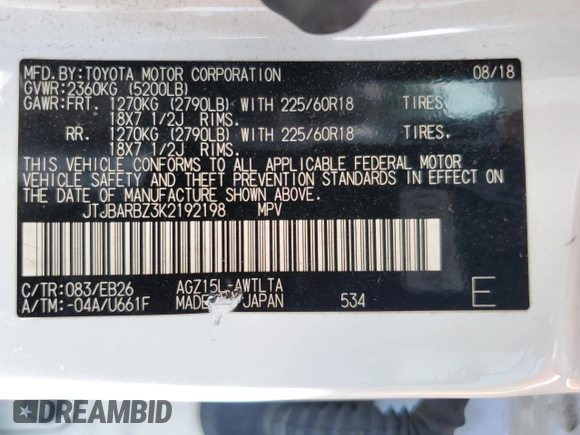 MFD.BY:TOYOTA MOTOR CORPORATION 08/18
GVWR:2360KG (5200LB)
GAWR:FRT. 1270KG (2790LB) WITH 225/60R18 TIRES.
18X7 1/2J RIMS.
RR. 1270KG (2790LB) WITH 225/60R18 TIRES.
18X7 1/2J RIMS.
THIS VEHICLE CONFORMS TO ALL APPLICABLE FEDERAL MOTOR
VEHICLE SAFETY AND THEFT PREVENTION STANDARDS IN EFFECT ON
THE DATE OF MANUFACTURE SHOWN ABOVE.
JTJBARBZ3K2192198 MPV
C/TR:083/EB26 AGZ15L-AWTLTA
A/TM:-04A/U661F MADE JAPAN 534 E
DREAMBID